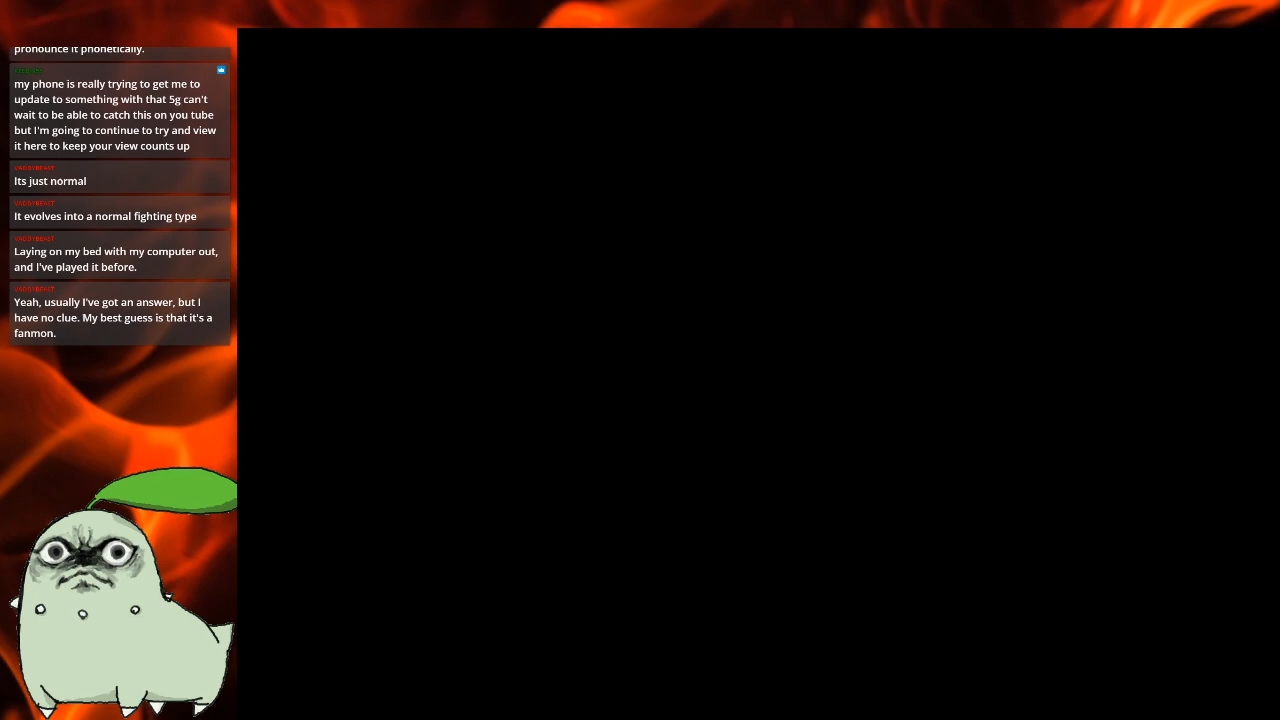 pronounce it phonetically.
my phone is really trying to get me to
update to something with that 5g can't
wait to be able to catch this on you tube
but I'm going to continue to try and view
it here to keep your view counts up
VADDYBEAST
Its just normal
VADDYBEAST
It evolves into a normal fighting type
VADDYBEAST
Laying on my bed with my computer out,
and I've played it before.
VADDYBEAST
Yeah, usually I've got an answer, but I
have no clue. My best guess is that it's a
fanmon.